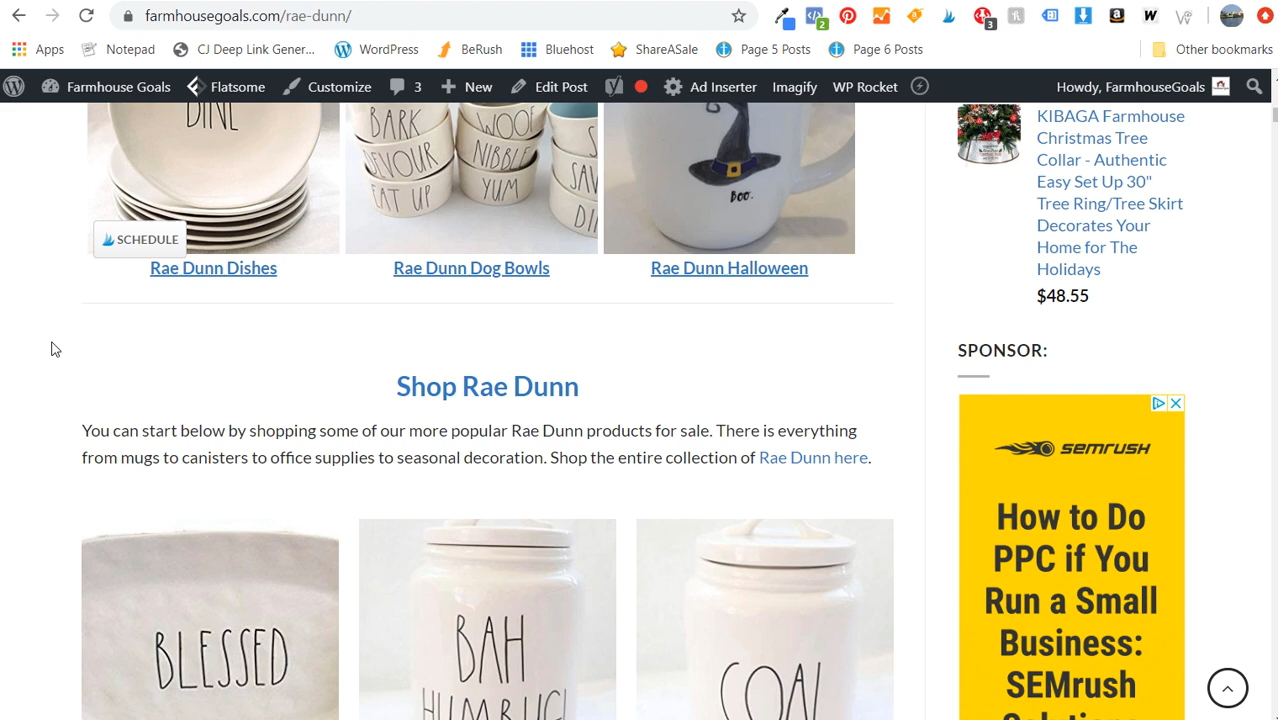 farmhousegoals.com/rae-dunn/
2
3
Apps
Notepad
CJ Deep Link Gener...
WordPress
BeRush
Bluehost
ShareASale
Page 5 Posts
Page 6 Posts
Other bookmarks
Farmhouse Goals
Flatsome
Customize
3
New
Edit Post
Ad Inserter
Imagify
WP Rocket
Howdy, FarmhouseGoals
DINE
BARK
DEVOUR
EAT UP
WOOF
NIBBLE
YUM
BOO.
SCHEDULE
Rae Dunn Dishes
Rae Dunn Dog Bowls
Rae Dunn Halloween
Shop Rae Dunn
You can start below by shopping some of our more popular Rae Dunn products for sale. There is everything
from mugs to canisters to office supplies to seasonal decoration. Shop the entire collection of Rae Dunn here.
BLESSED
BAH
HUMBUG!
COAL
KIBAGA Farmhouse
Christmas Tree
Collar - Authentic
Easy Set Up 30"
Tree Ring/Tree Skirt
Decorates Your
Home for The
Holidays
$48.55
SPONSOR:
semrush
How to Do
PPC if You
Run a Small
Business:
SEMrush